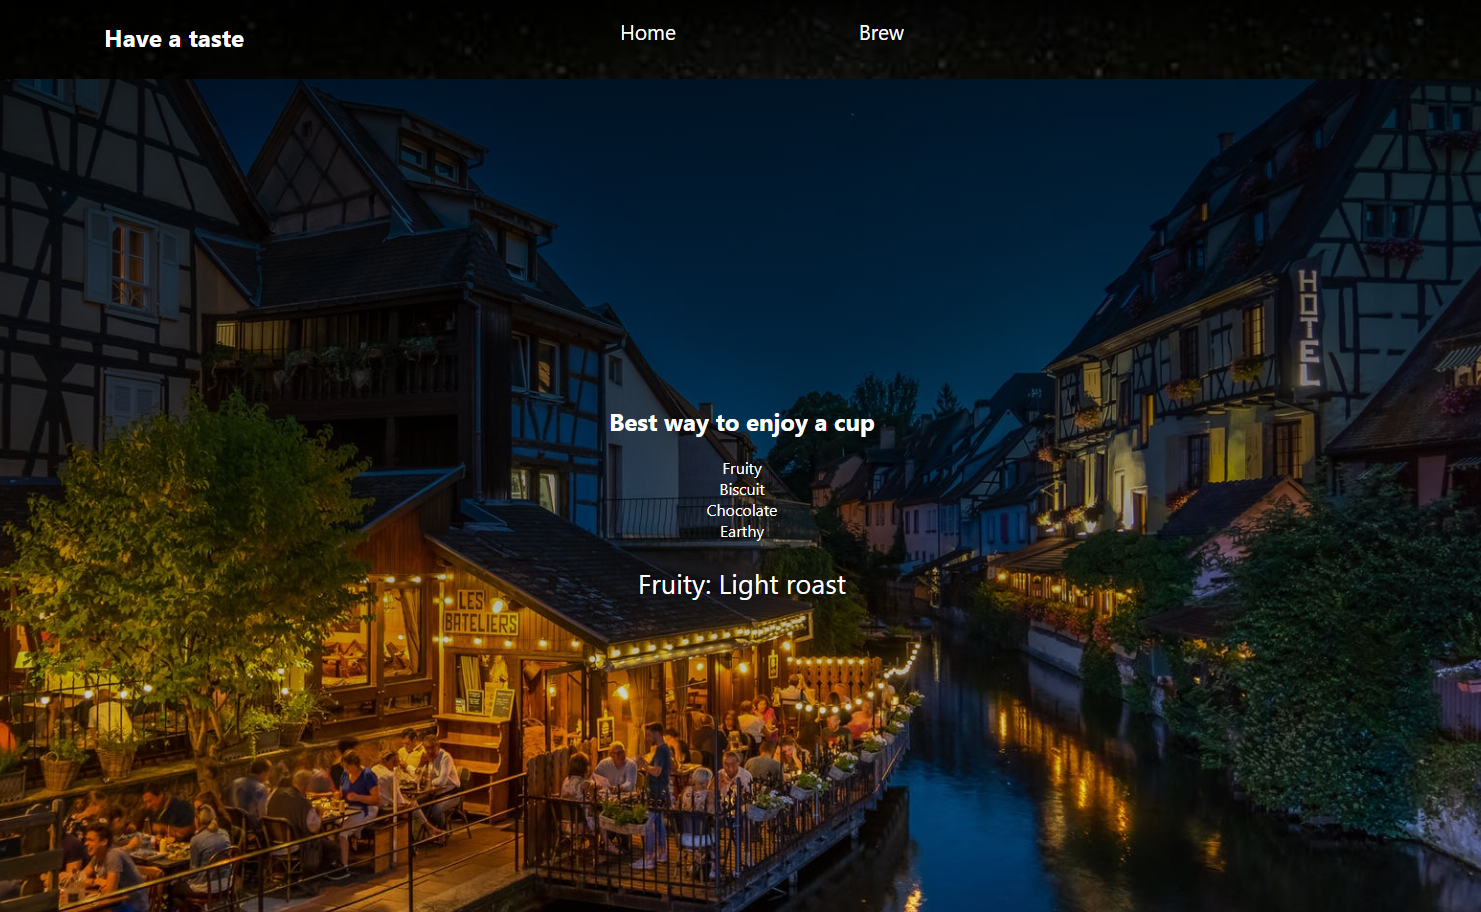 Have a taste
Home
Brew
HOTEL
Best way to enjoy a cup
Fruity
Biscuit
Chocolate
Earthy
Fruity: Light roast
LES
BATELIERS